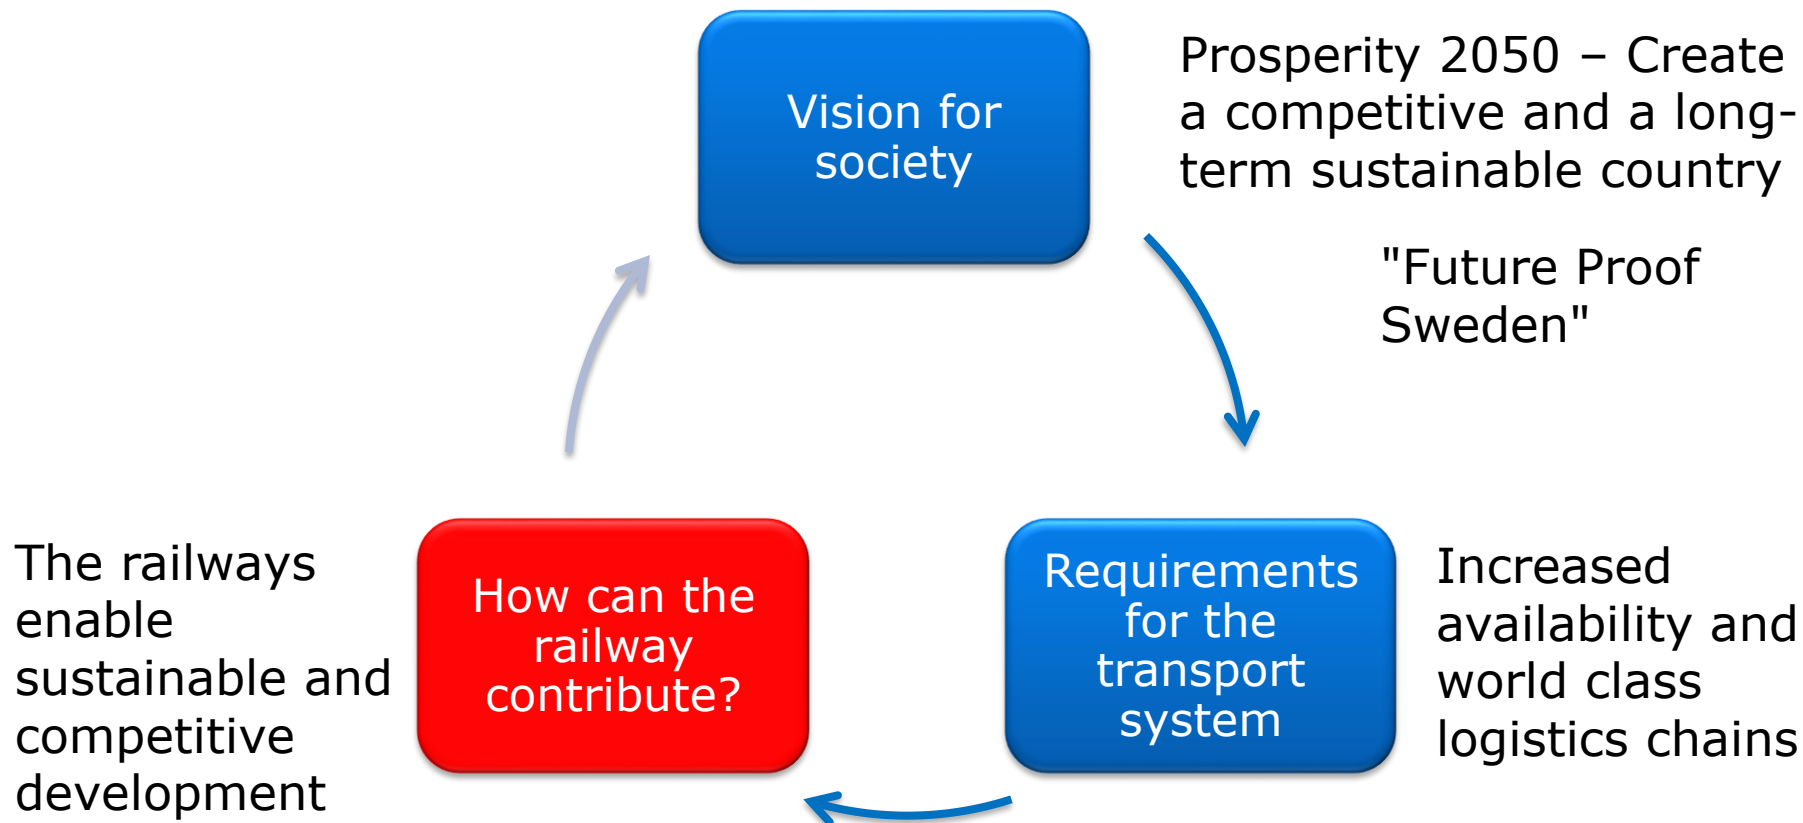 Vision for
society
Prosperity 2050 – Create
a competitive and a long-
term sustainable country
"Future Proof
Sweden"
The railways
enable
sustainable and
competitive
development
How can the
railway
contribute?
Requirements
for the
transport
system
Increased
availability and
world class
logistics chains